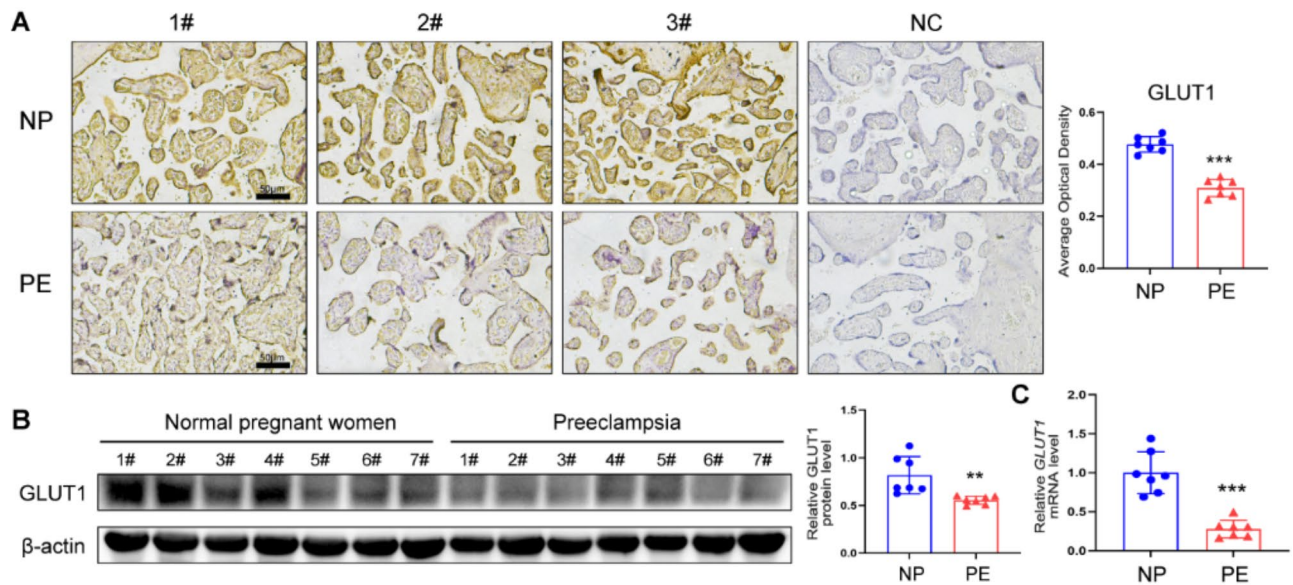 A
1#
2#
3#
NC
NP
50μm
PE
50μm
GLUT1
Average Optical Density
0.6
0.4
0.2
0.0
***
NP
PE
B
Normal pregnant women
Preeclampsia
1#
2#
3#
4#
5#
6#
7#
1#
2#
3#
4#
5#
6#
7#
GLUT1
β-actin
Relative GLUT1
protein level
1.5
1.0
0.5
0.0
**
NP
PE
C
Relative GLUT1
mRNA level
2.0
1.5
1.0
0.5
0.0
***
NP
PE